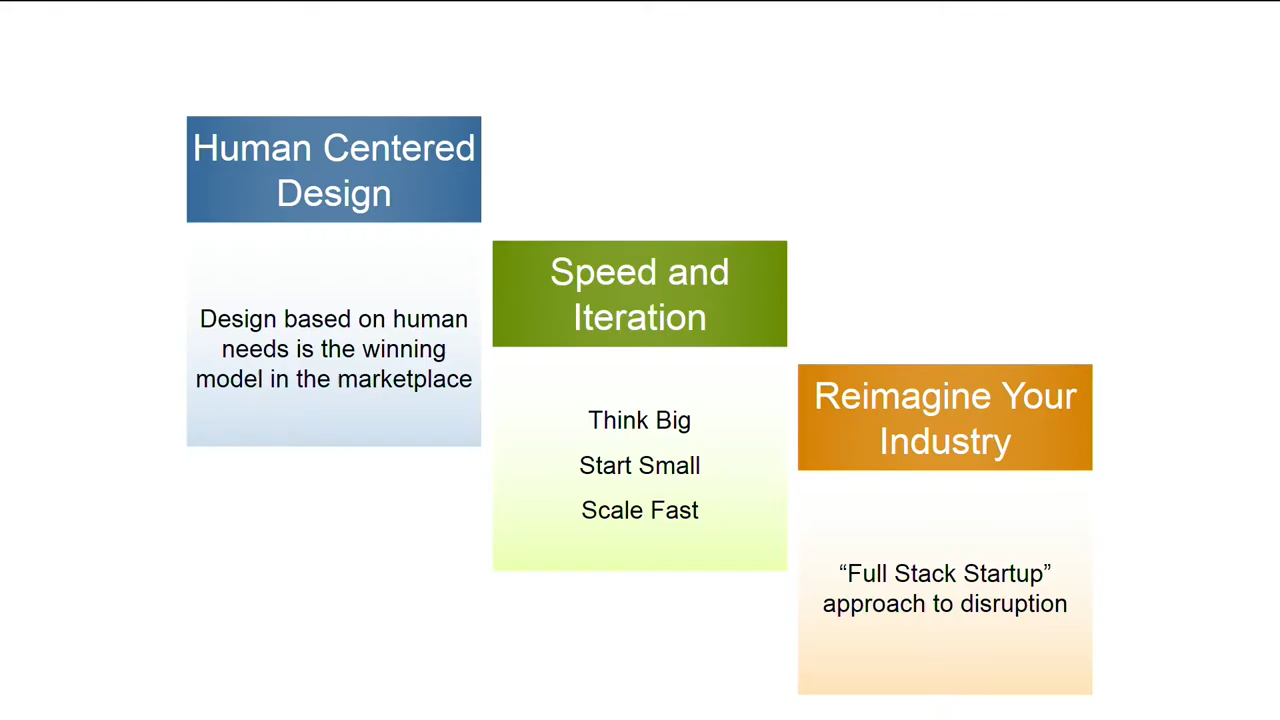 Human Centered
Design
Design based on human
needs is the winning
model in the marketplace
Speed and
Iteration
Think Big
Start Small
Scale Fast
Reimagine Your
Industry
“Full Stack Startup”
approach to disruption